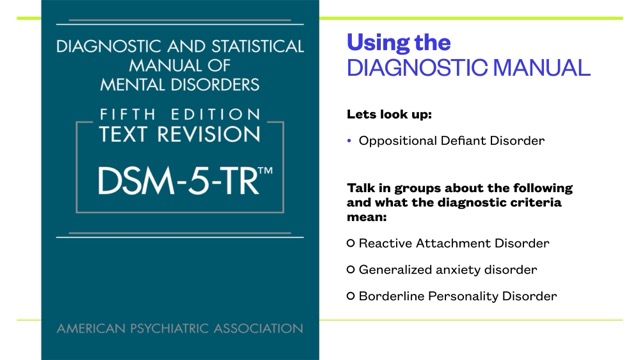 DIAGNOSTIC AND STATISTICAL
MANUAL OF
MENTAL DISORDERS
FIFTH EDITION
TEXT REVISION
DSM-5-TR™
AMERICAN PSYCHIATRIC ASSOCIATION
Using the
DIAGNOSTIC MANUAL
Lets look up:
• Oppositional Defiant Disorder
Talk in groups about the following
and what the diagnostic criteria
mean:
Reactive Attachment Disorder
Generalized anxiety disorder
Borderline Personality Disorder